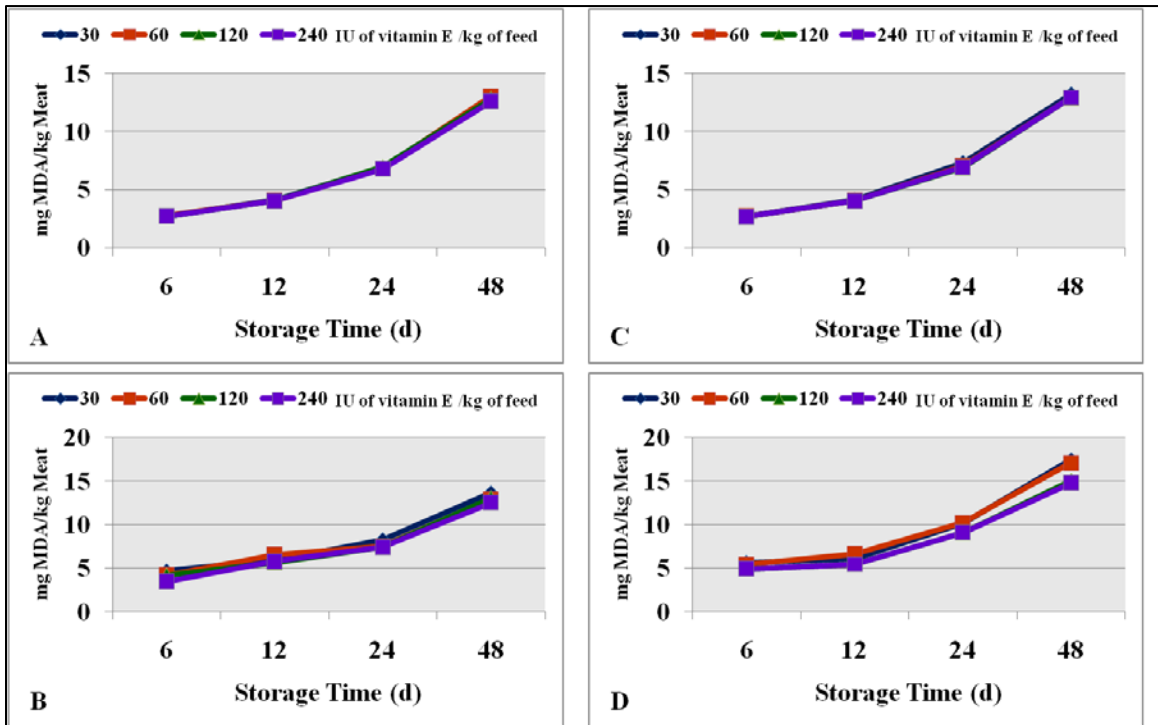 30 60 120 240 IU of vitamin E /kg of feed
mg MDA/kg Meat
15
10
5
0
6 12 24 48
Storage Time (d)
A
30 60 120 240 IU of vitamin E /kg of feed
mg MDA/kg Meat
15
10
5
0
6 12 24 48
Storage Time (d)
C
30 60 120 240 IU of vitamin E /kg of feed
mg MDA/kg Meat
20
15
10
5
0
6 12 24 48
Storage Time (d)
B
30 60 120 240 IU of vitamin E /kg of feed
mg MDA/kg Meat
20
15
10
5
0
6 12 24 48
Storage Time (d)
D